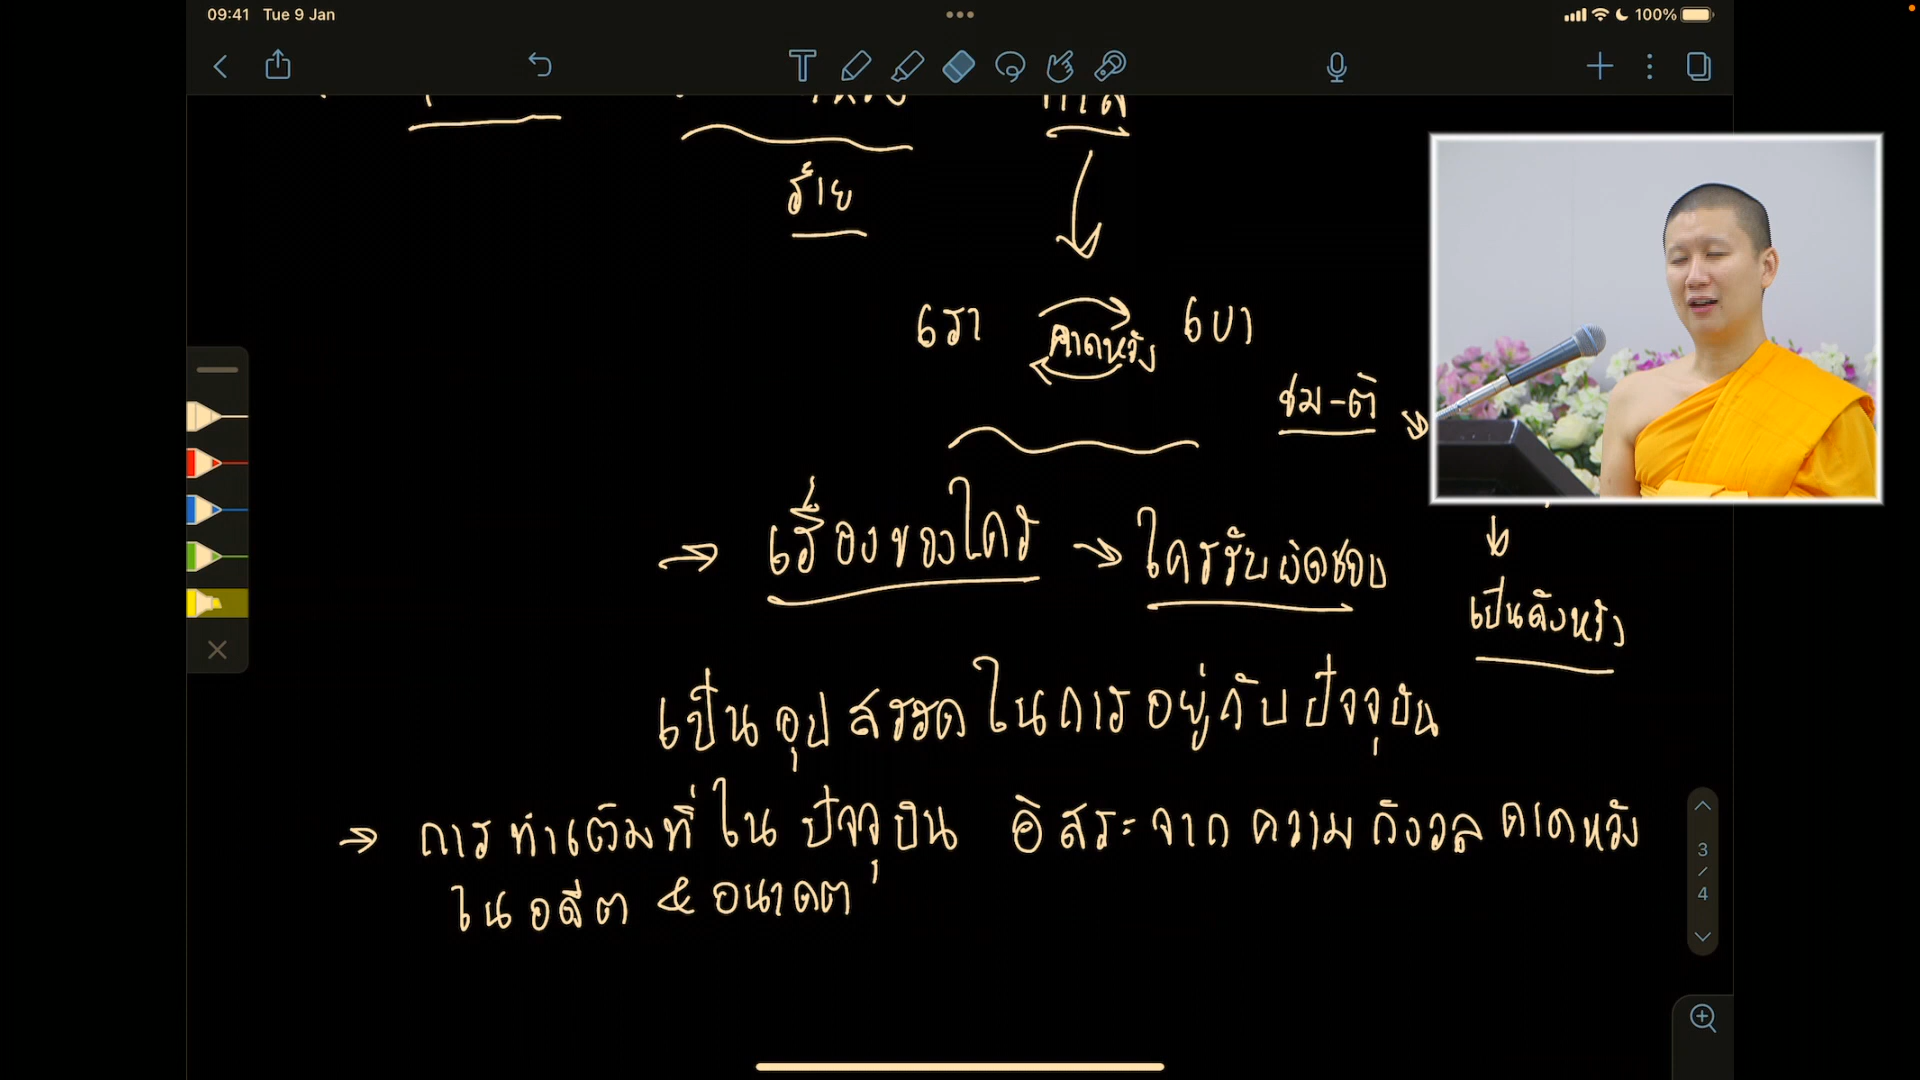 09:41 Tue 9 Jan
100%
ร้าย
เรา คาดหวัง เขา
ชม-ตำ
เรื่องของใคร → ใครรับผิดชอบ
เป็นดังหวัง
เป็นอุปสรรคในการอยู่กับปัจจุบัน
→ การทำเต็มที่ใน ปัจจุบัน อิสระจากความกังวล คาดหวัง
ในอดีต & อนาคต
3
/
4